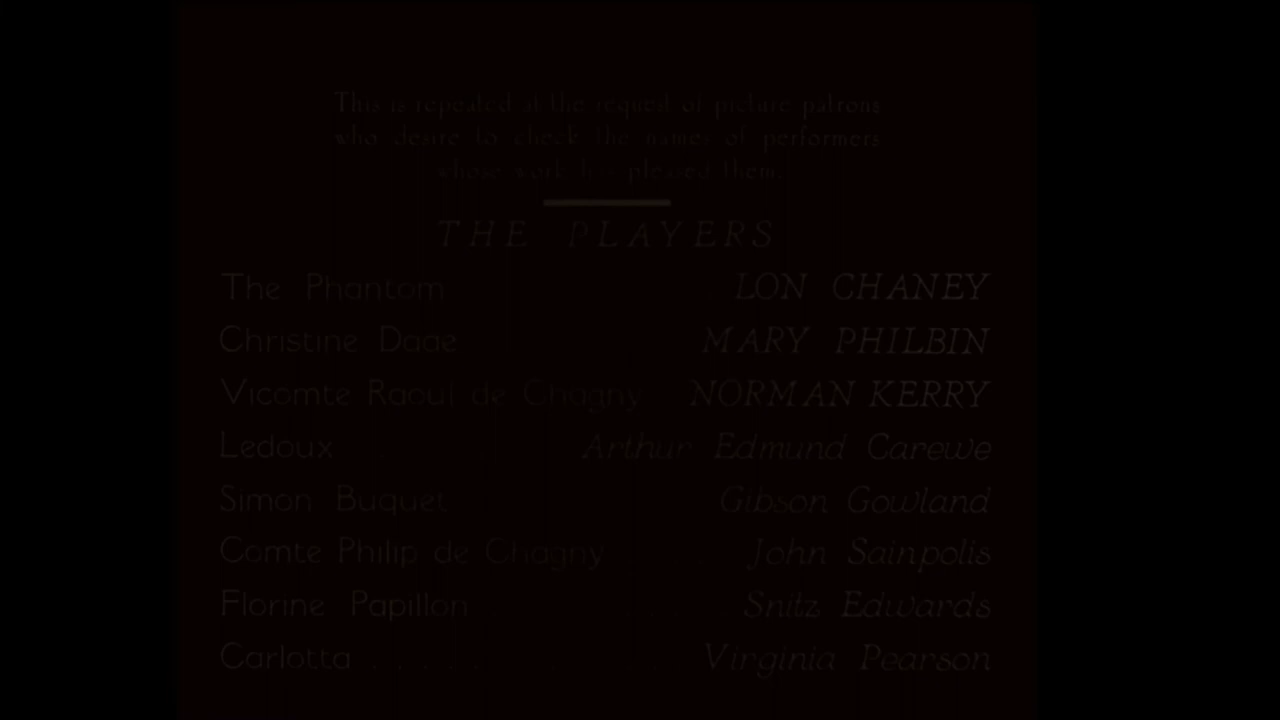 This is repeated at the request of picture patrons
who desire to check the names of performers
whose work has pleased them.
THE PLAYERS
The Phantom LON CHANEY
Christine Daae MARY PHILBIN
Vicomte Raoul de Chagny NORMAN KERRY
Ledoux Arthur Edmund Carewe
Simon Buquet Gibson Gowland
Comte Philip de Chagny John Sainpolis
Florine Papillon Snitz Edwards
Carlotta Virginia Pearson